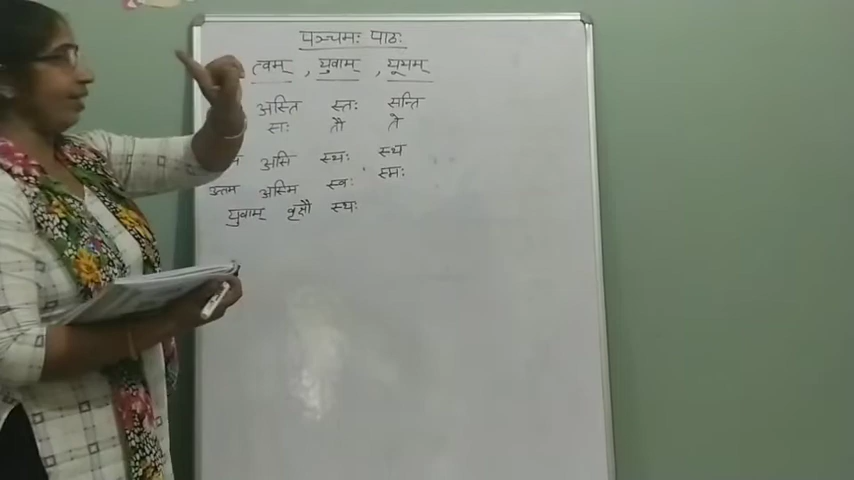 पञ्चमः पाठः
त्वम् , युवाम् , यूयम्
अस्ति स्तः सन्ति
सः तौ ते
असि स्थः स्थ
उत्तम अस्मि स्वः स्मः
युवाम् वृक्षौ स्थः